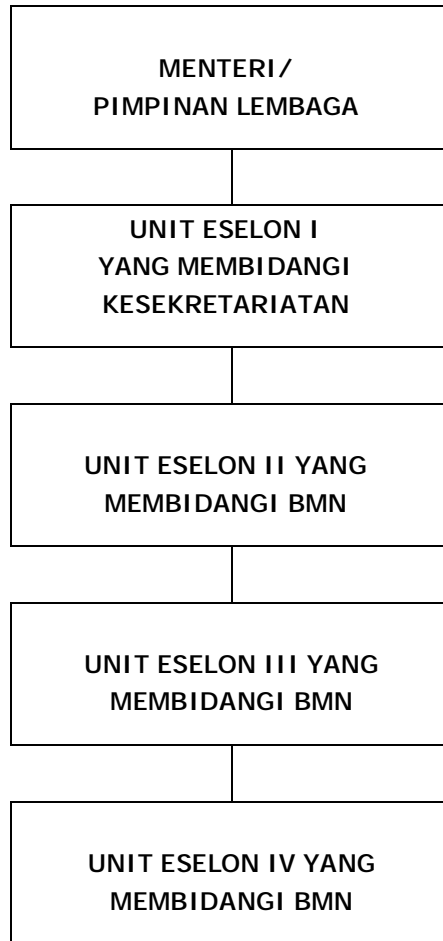 MENTERI/
PIMPINAN LEMBAGA
UNIT ESELON I
YANG MEMBIDANGI
KESEKRETARIATAN
UNIT ESELON II YANG
MEMBIDANGI BMN
UNIT ESELON III YANG
MEMBIDANGI BMN
UNIT ESELON IV YANG
MEMBIDANGI BMN